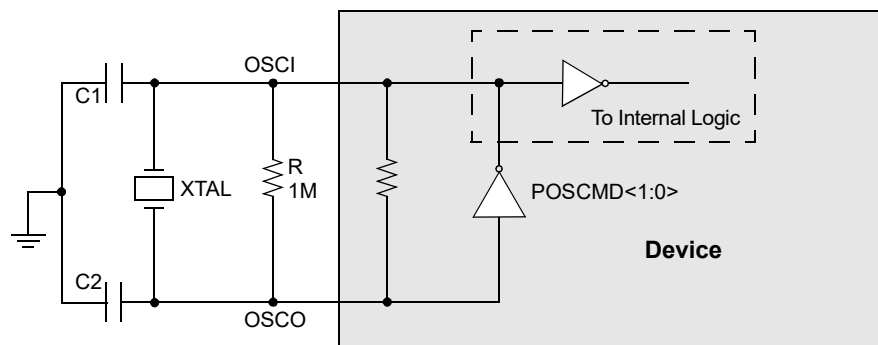 OSCI
C1
To Internal Logic
R
1M
XTAL
POSCMD<1:0>
Device
C2
OSCO